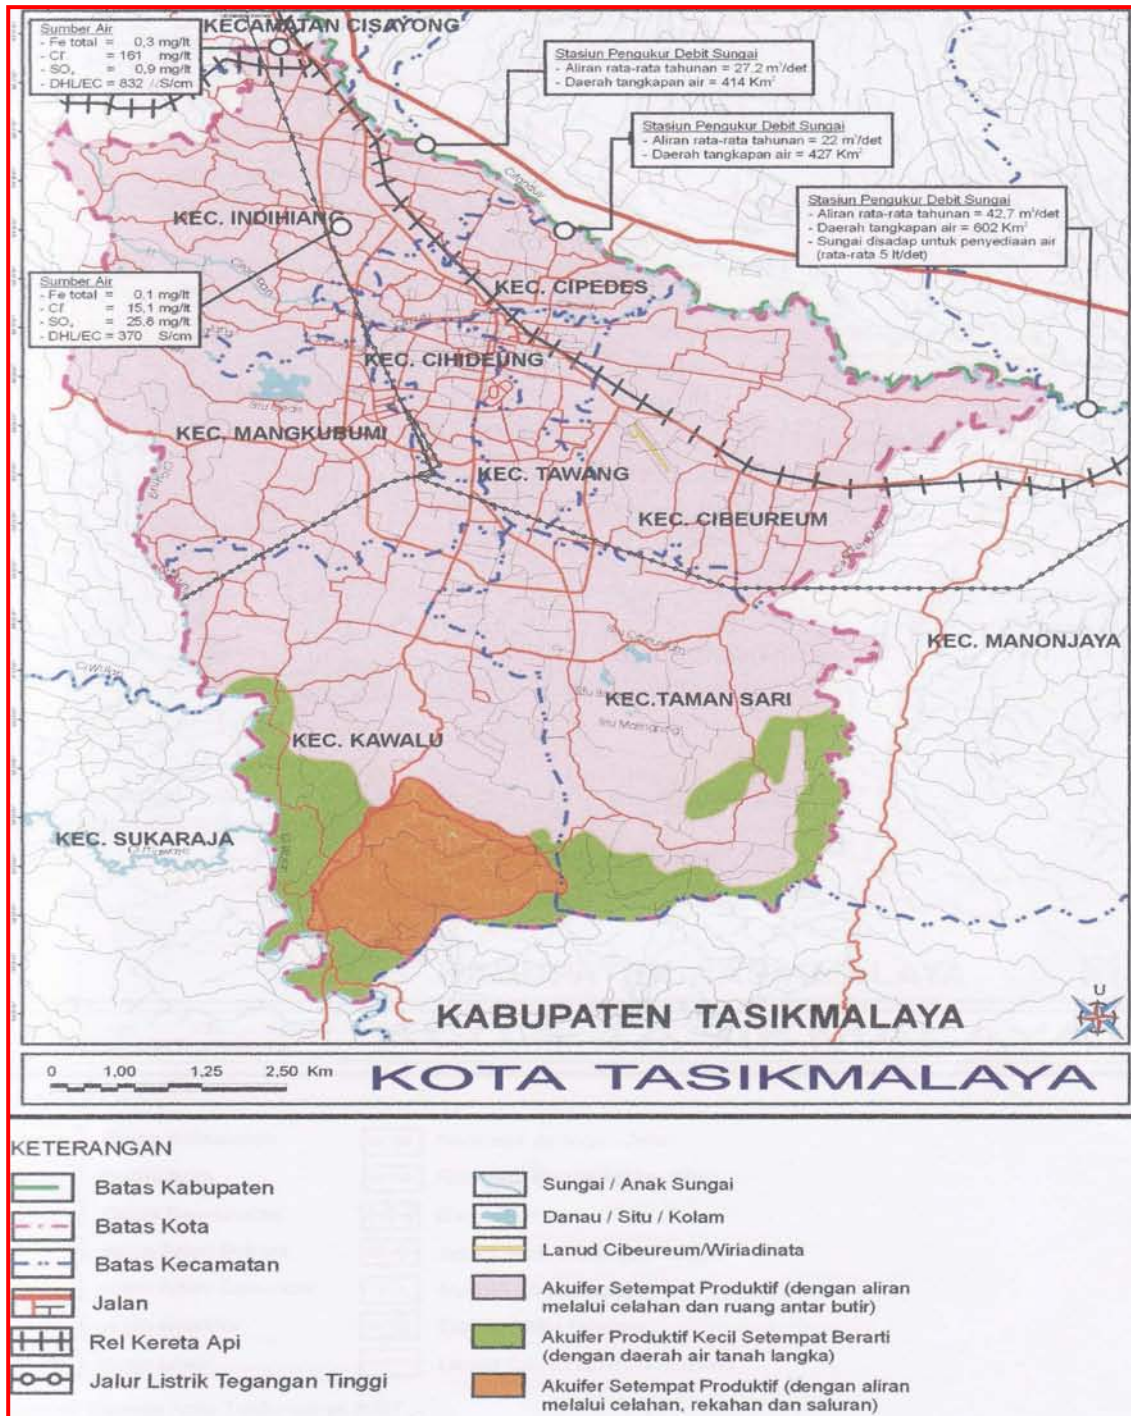 KECAMATAN CISAYONG
Sumber Air
- Fe total = 0,3 mg/lt
- Cl = 161 mg/lt
- SO₄ = 0,9 mg/lt
- DHL/EC = 832 //S/cm
Stasiun Pengukur Debit Sungai
- Aliran rata-rata tahunan = 27,2 m³/det
- Daerah tangkapan air = 414 Km²
Stasiun Pengukur Debit Sungai
- Aliran rata-rata tahunan = 22 m³/det
- Daerah tangkapan air = 427 Km²
Stasiun Pengukur Debit Sungai
- Aliran rata-rata tahunan = 42,7 m³/det
- Daerah tangkapan air = 602 Km²
- Sungai disadap untuk penyediaan air
(rata-rata 5 lt/det)
Citanduy
KEC. INDIHIANG
Sumber Air
- Fe total = 0,1 mg/lt
- Cl = 15,1 mg/lt
- SO₄ = 25,6 mg/lt
- DHL/EC = 370 S/cm
KEC. CIPEDES
KEC. CIHIDEUNG
KEC. MANGKUBUMI
KEC. TAWANG
KEC. CIBEUREUM
KEC. MANONJAYA
Situ Cibeureum
Ci Wulan
KEC.TAMAN SARI
KEC. KAWALU
KEC. SUKARAJA
KABUPATEN TASIKMALAYA
U
0 1,00 1,25 2,50 Km
KOTA TASIKMALAYA
KETERANGAN
Batas Kabupaten
Batas Kota
Batas Kecamatan
Jalan
Rel Kereta Api
Jalur Listrik Tegangan Tinggi
Sungai / Anak Sungai
Danau / Situ / Kolam
Lanud Cibeureum/Wiriadinata
Akuifer Setempat Produktif (dengan aliran
melalui celahan dan ruang antar butir)
Akuifer Produktif Kecil Setempat Berarti
(dengan daerah air tanah langka)
Akuifer Setempat Produktif (dengan aliran
melalui celahan, rekahan dan saluran)